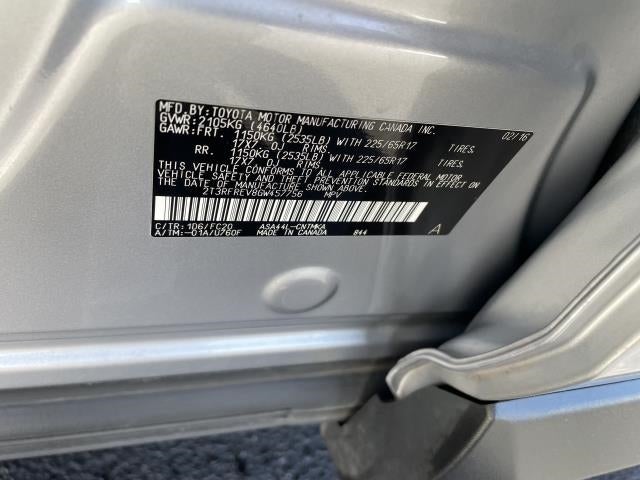 MFD.BY: TOYOTA MOTOR MANUFACTURING CANADA INC. 02/16
GVWR: 2105KG (4640LB)
GAWR: FRT. 1150KG (2535LB) WITH 225/65R17 TIRES.
17X7.0J RIMS
RR. 1150KG (2535LB) WITH 225/65R17 TIRES.
17X7.0J RIMS
THIS VEHICLE CONFORMS TO ALL APPLICABLE FEDERAL MOTOR
VEHICLE SAFETY AND BUMPER STANDARDS IN EFFECT ON
THE DATE OF MANUFACTURE SHOWN ABOVE.
2T3RFREV8GW457756 MPV
C/TR: 1D6/FC20 ASA44L-CNTMKA A
A/TM: -01A/U760F MADE IN CANADA 844